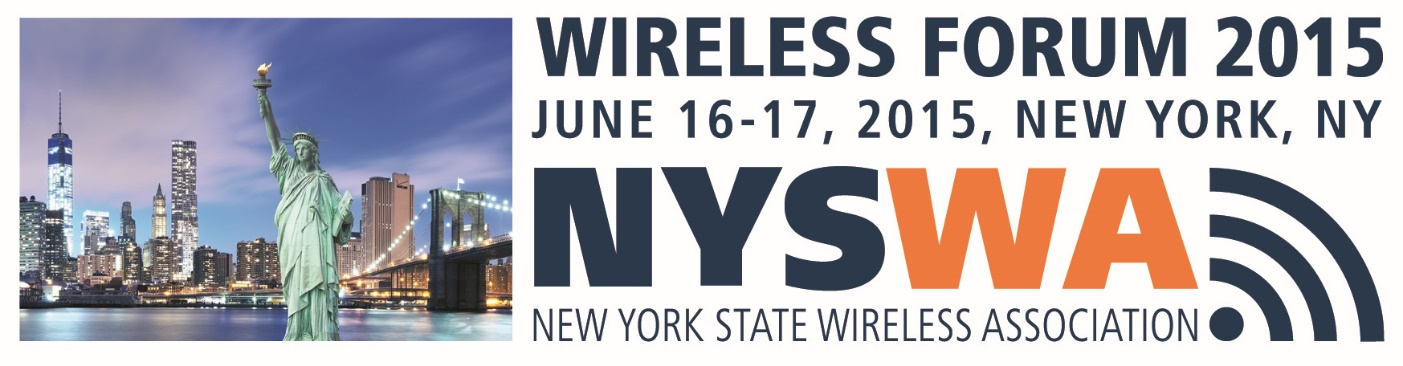 WIRELESS FORUM 2015
JUNE 16-17, 2015, NEW YORK, NY
NYSWA
NEW YORK STATE WIRELESS ASSOCIATION